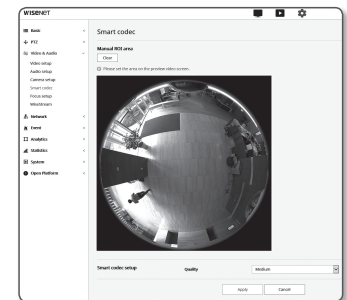 WISENET
Basic
PTZ
Video & Audio
Video setup
Audio setup
Camera setup
Smart codec
Focus setup
WiseStream
Network
Event
Analytics
Statistics
System
Open Platform
Smart codec
Manual ROI area
Clear
Please set the area on the preview video screen.
Smart codec setup
Quality
Medium
Apply
Cancel